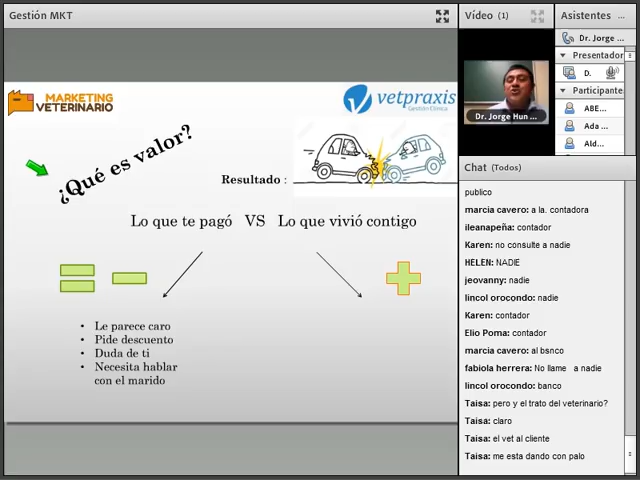 Gestión MKT
Vídeo (1)
Asistentes ...
Dr. Jorge ...
Presentador
D.
Participante
ABE...
Ada ...
Ald...
Dr. Jorge Hun ...
MARKETING
VETERINARIO
vetpraxis
Gestión Clínica
¿Qué es valor?
Resultado :
Lo que te pagó VS Lo que vivió contigo
• Le parece caro
• Pide descuento
• Duda de ti
• Necesita hablar
con el marido
Chat (Todos)
publico
marcia cavero: a la. contadora
ileanapeña: contador
Karen: no consulte a nadie
HELEN: NADIE
jeovanny: nadie
lincol orocondo: nadie
Karen: contador
Elio Poma: contador
marcia cavero: al bsnco
fabiola herrera: No llame a nadie
lincol orocondo: banco
Taisa: pero y el trato del veterinario?
Taisa: claro
Taisa: el vet al cliente
Taisa: me esta dando con palo